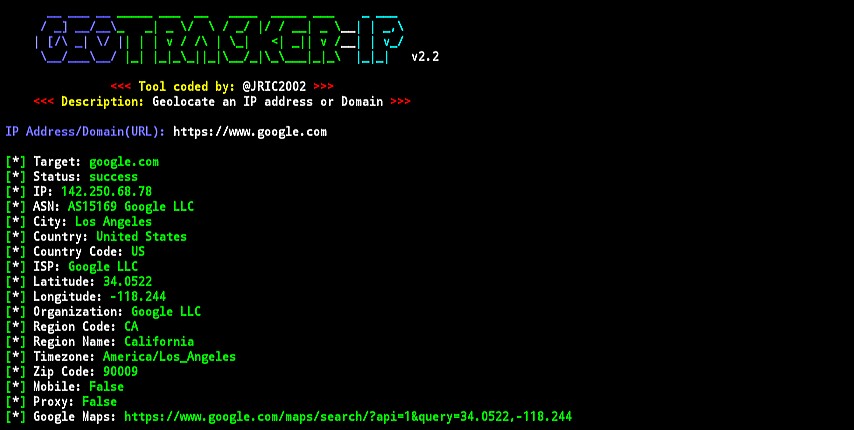 GEOTRACKER-IP v2.2
<<< Tool coded by: @JRIC2002 >>>
<<< Description: Geolocate an IP address or Domain >>>
IP Address/Domain(URL): https://www.google.com
[*] Target: google.com
[*] Status: success
[*] IP: 142.250.68.78
[*] ASN: AS15169 Google LLC
[*] City: Los Angeles
[*] Country: United States
[*] Country Code: US
[*] ISP: Google LLC
[*] Latitude: 34.0522
[*] Longitude: -118.244
[*] Organization: Google LLC
[*] Region Code: CA
[*] Region Name: California
[*] Timezone: America/Los_Angeles
[*] Zip Code: 90009
[*] Mobile: False
[*] Proxy: False
[*] Google Maps: https://www.google.com/maps/search/?api=1&query=34.0522,-118.244